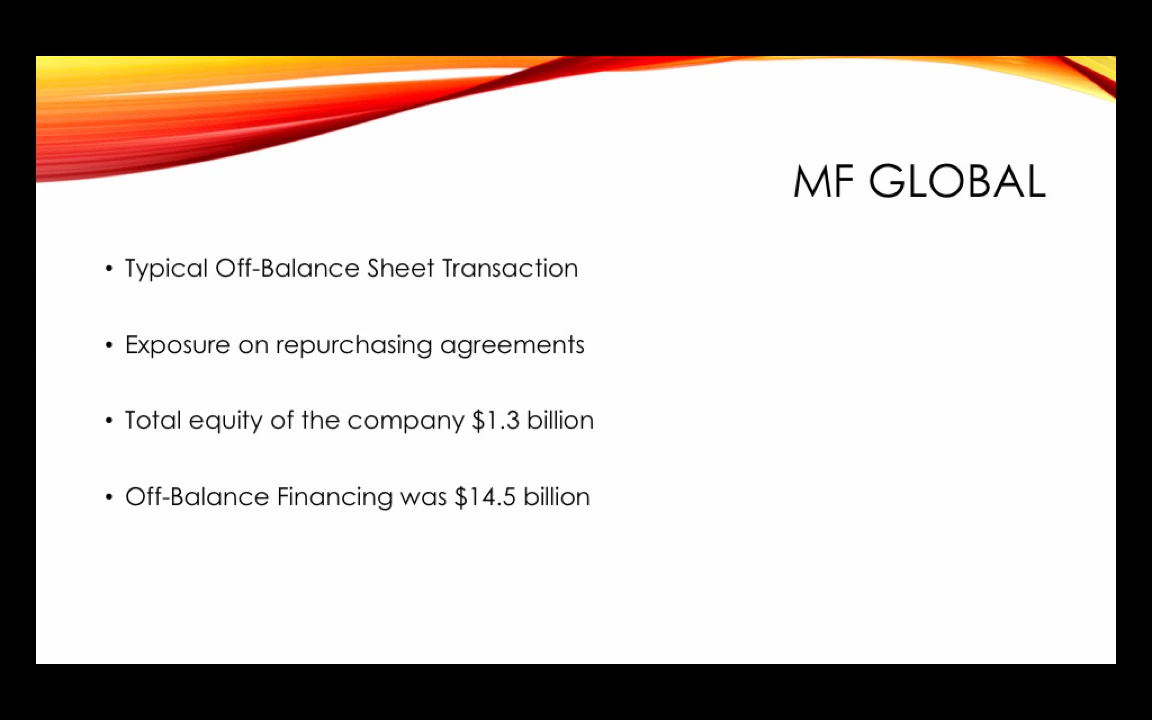 MF GLOBAL
• Typical Off-Balance Sheet Transaction
• Exposure on repurchasing agreements
• Total equity of the company $1.3 billion
• Off-Balance Financing was $14.5 billion